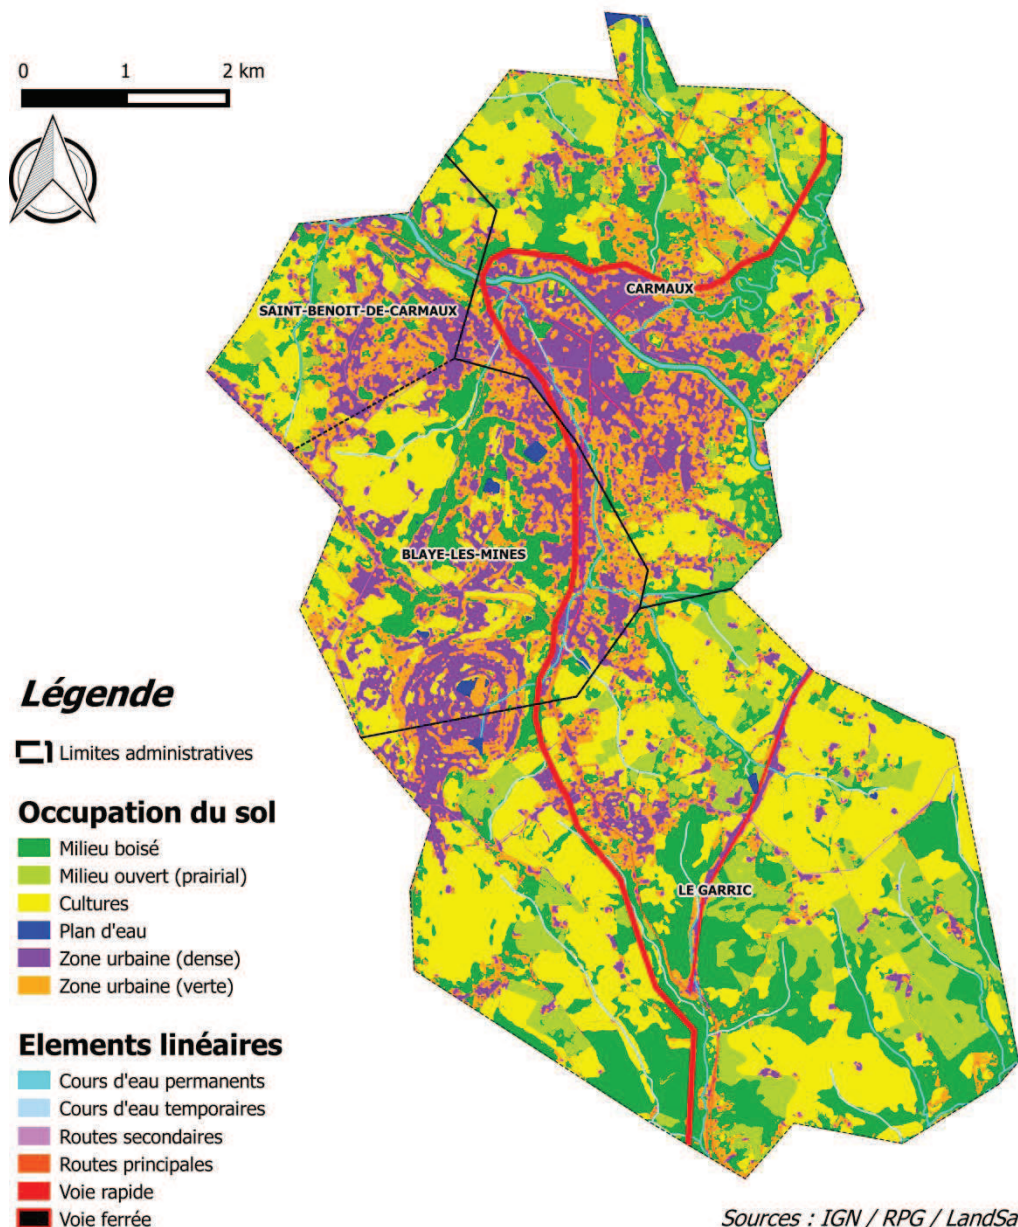 0 1 2 km
CARMAUX
SAINT-BENOIT-DE-CARMAUX
BLAYE-LES-MINES
LE GARRIC
Légende
Limites administratives
Occupation du sol
Milieu boisé
Milieu ouvert (prairial)
Cultures
Plan d'eau
Zone urbaine (dense)
Zone urbaine (verte)
Elements linéaires
Cours d'eau permanents
Cours d'eau temporaires
Routes secondaires
Routes principales
Voie rapide
Voie ferrée
Sources : IGN / RPG / LandSa